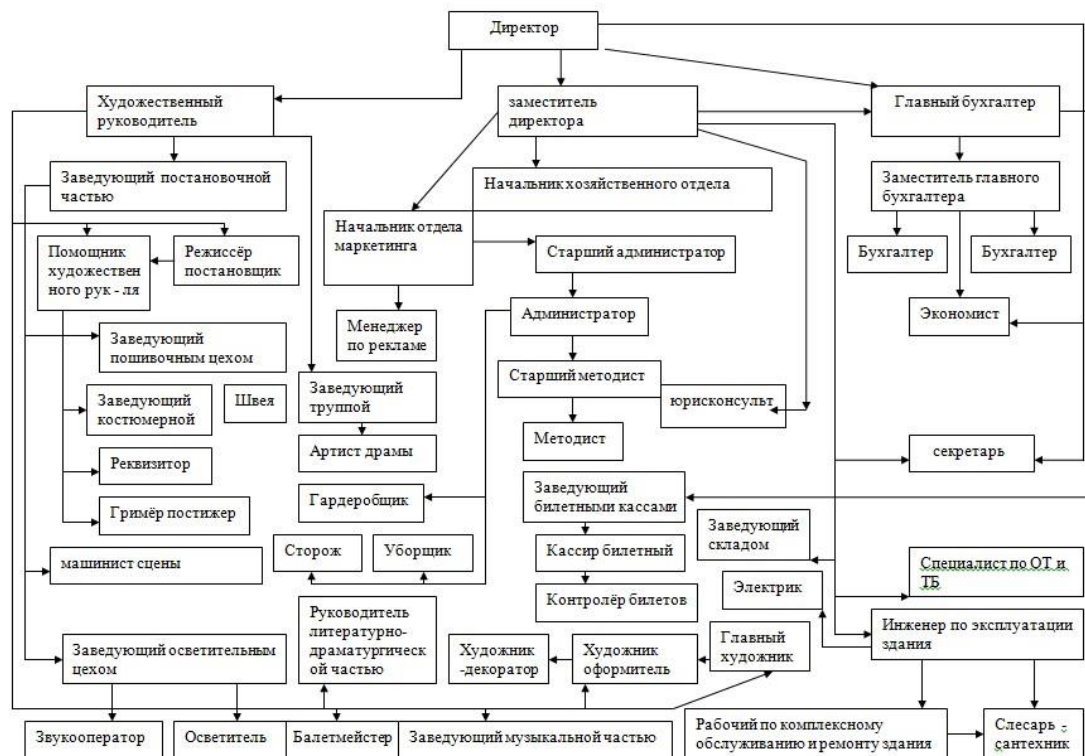 Директор
Художественный
руководитель
заместитель
директора
Главный бухгалтер
Заведующий постановочной
частью
Начальник хозяйственного отдела
Заместитель главного
бухгалтера
Начальник отдела
маркетинга
Помощник
художествен
ного рук - ля
Режиссёр
постановщик
Старший администратор
Бухгалтер
Бухгалтер
Администратор
Экономист
Менеджер
по рекламе
Заведующий
пошивочным цехом
Старший методист
Заведующий
костюмерной
Швея
Заведующий
труппой
юрисконсульт
Методист
Артист драмы
секретарь
Реквизитор
Гардеробщик
Заведующий
билетными кассами
Гримёр постижер
Заведующий
складом
Сторож
Уборщик
Кассир билетный
машинист сцены
Специалист по ОТ и
ТБ
Электрик
Контролёр билетов
Руководитель
литературно-
драматургическ
ой частью
Инженер по эксплуатации
здания
Заведующий осветительным
цехом
Художник
-декоратор
Художник
оформитель
Главный
художник
Звукооператор
Осветитель
Балетмейстер
Заведующий музыкальной частью
Рабочий по комплексному
обслуживанию и ремонту здания
Слесарь -
сантехник